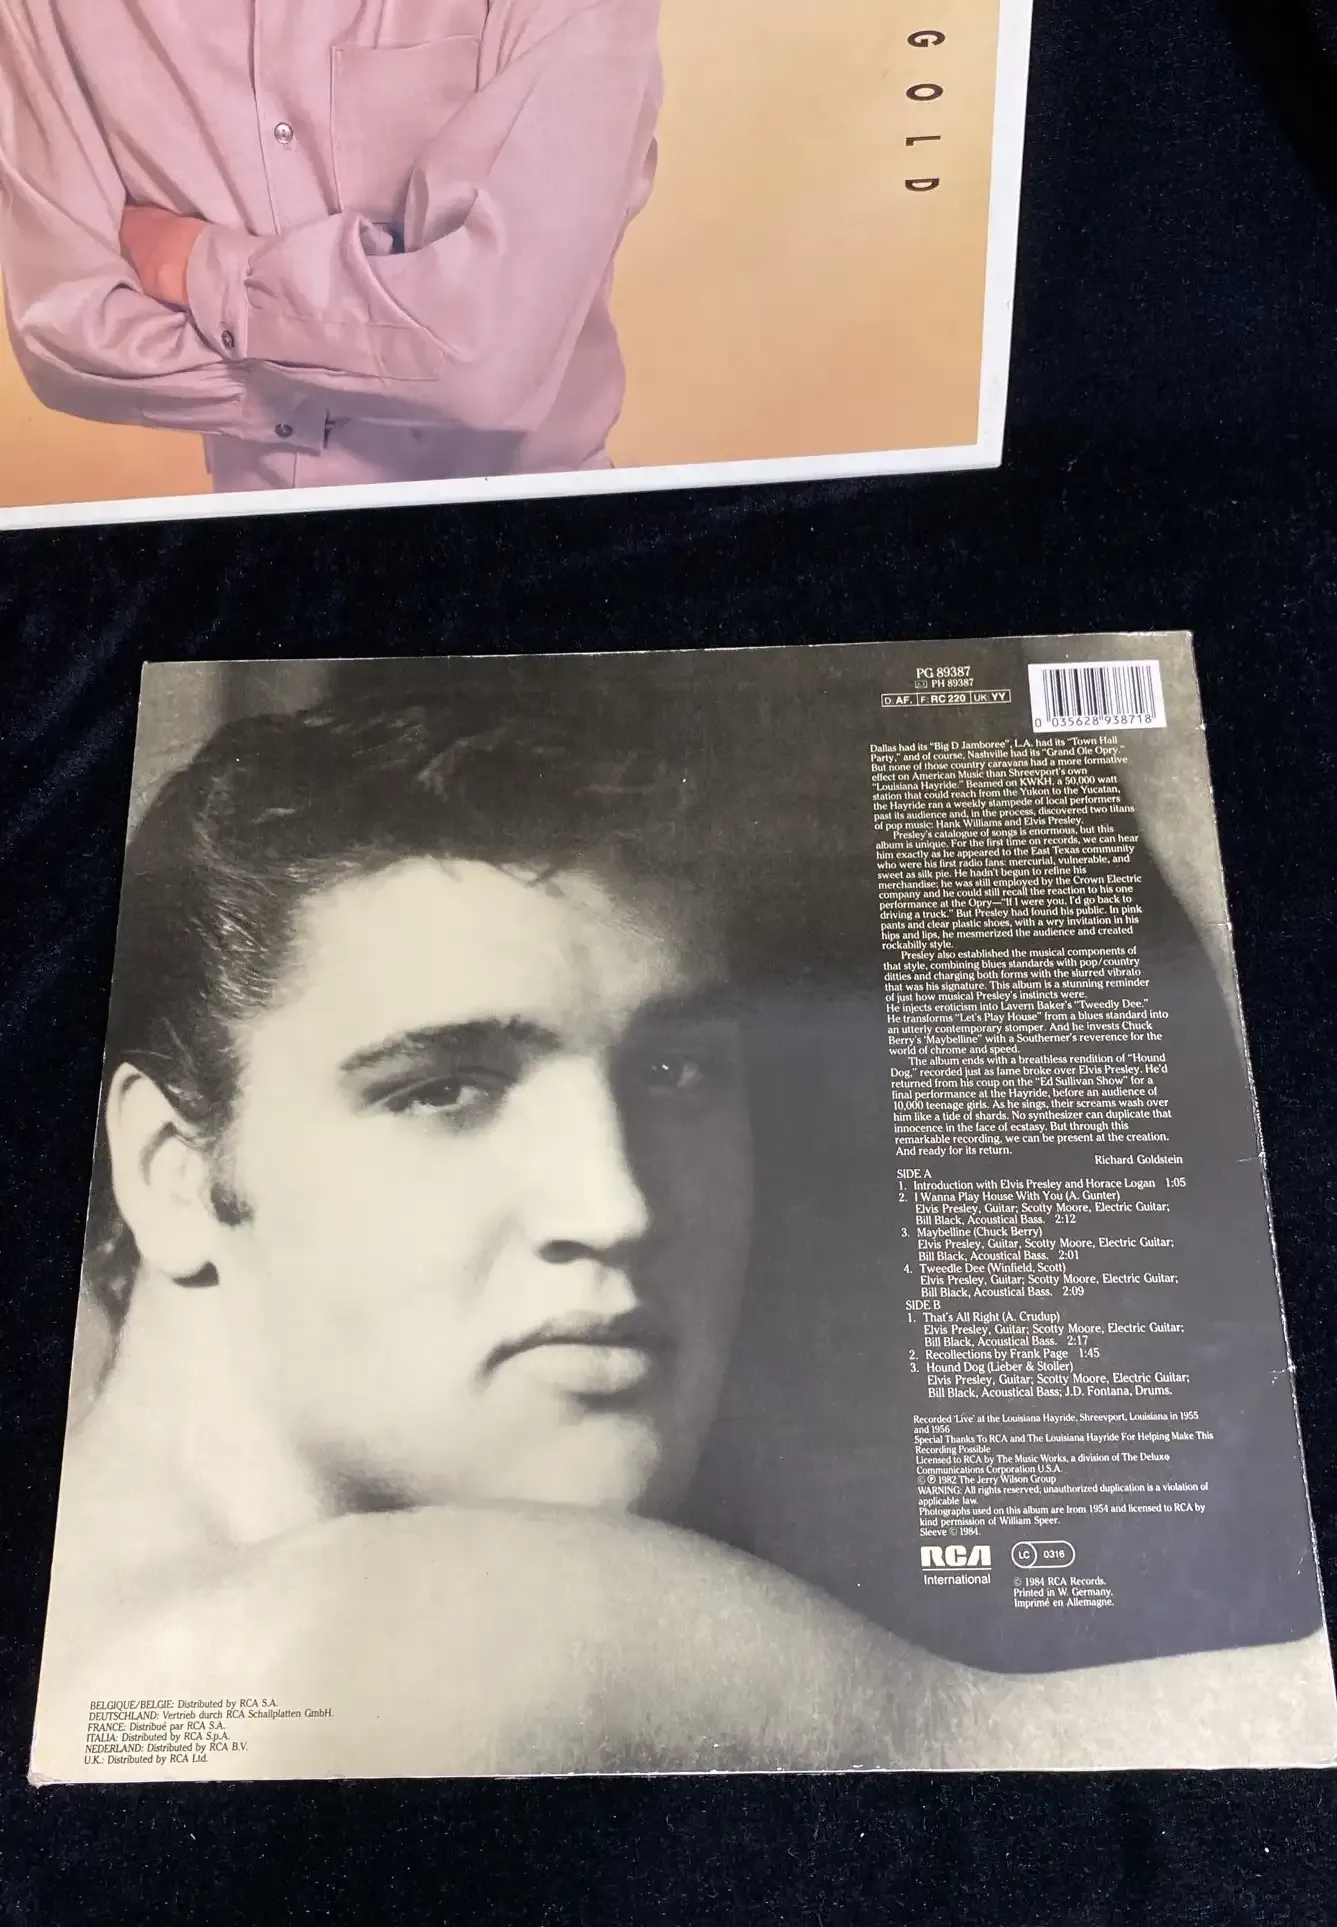 GOLD
PG 89387
PH 89387
D: AF. F: RC 220 UK: YY
0 035628 938718
Dallas had its "Big D Jamboree", L.A. had its "Town Hall
Party," and of course, Nashville had its "Grand Ole Opry."
But none of those country caravans had a more formative
effect on American Music than Shreevport's own
"Louisiana Hayride." Beamed on KWKH, a 50,000 watt
station that could reach from the Yukon to the Yucatan,
the Hayride ran a weekly stampede of local performers
past its audience and, in the process, discovered two titans
of pop music: Hank Williams and Elvis Presley.
Presley's catalogue of songs is enormous, but this
album is unique. For the first time on records, we can hear
him exactly as he appeared to the East Texas community
who were his first radio fans: mercurial, vulnerable, and
sweet as silk pie. He hadn't begun to refine his
merchandise; he was still employed by the Crown Electric
company and he could still recall the reaction to his one
performance at the Opry—"If I were you, I'd go back to
driving a truck." But Presley had found his public. In pink
pants and clear plastic shoes, with a wry invitation in his
hips and lips, he mesmerized the audience and created
rockabilly style.
Presley also established the musical components of
that style, combining blues standards with pop/country
ditties and charging both forms with the slurred vibrato
that was his signature. This album is a stunning reminder
of just how musical Presley's instincts were.
He injects eroticism into Lavern Baker's "Tweedly Dee."
He transforms "Let's Play House" from a blues standard into
an utterly contemporary stomper. And he invests Chuck
Berry's 'Maybelline" with a Southerner's reverence for the
world of chrome and speed.
The album ends with a breathless rendition of "Hound
Dog," recorded just as fame broke over Elvis Presley. He'd
returned from his coup on the "Ed Sullivan Show" for a
final performance at the Hayride, before an audience of
10,000 teenage girls. As he sings, their screams wash over
him like a tide of shards. No synthesizer can duplicate that
innocence in the face of ecstasy. But through this
remarkable recording, we can be present at the creation.
And ready for its return.
Richard Goldstein
SIDE A
1. Introduction with Elvis Presley and Horace Logan 1:05
2. I Wanna Play House With You (A. Gunter)
Elvis Presley, Guitar; Scotty Moore, Electric Guitar;
Bill Black, Acoustical Bass. 2:12
3. Maybelline (Chuck Berry)
Elvis Presley, Guitar, Scotty Moore, Electric Guitar;
Bill Black, Acoustical Bass. 2:01
4. Tweedle Dee (Winfield, Scott)
Elvis Presley, Guitar; Scotty Moore, Electric Guitar;
Bill Black, Acoustical Bass. 2:09
SIDE B
1. That's All Right (A. Crudup)
Elvis Presley, Guitar; Scotty Moore, Electric Guitar;
Bill Black, Acoustical Bass. 2:17
2. Recollections by Frank Page 1:45
3. Hound Dog (Lieber & Stoller)
Elvis Presley, Guitar; Scotty Moore, Electric Guitar;
Bill Black, Acoustical Bass; J.D. Fontana, Drums.
Recorded 'Live' at the Louisiana Hayride, Shreevport, Louisiana in 1955
and 1956
Special Thanks To RCA and The Louisiana Hayride For Helping Make This
Recording Possible
Licensed to RCA by The Music Works, a division of The Deluxe
Communications Corporation U.S.A.
© ℗ 1982 The Jerry Wilson Group
WARNING: All rights reserved; unauthorized duplication is a violation of
applicable law.
Photographs used on this album are from 1954 and licensed to RCA by
kind permission of William Speer.
Sleeve © 1984.
RCA
International
LC 0316
© 1984 RCA Records.
Printed in W. Germany.
Imprimé en Allemagne.
BELGIQUE/BELGIE: Distributed by RCA S.A.
DEUTSCHLAND: Vertrieb durch RCA Schallplatten GmbH.
FRANCE: Distribué par RCA S.A.
ITALIA: Distributed by RCA S.p.A.
NEDERLAND: Distributed by RCA B.V.
U.K.: Distributed by RCA Ltd.